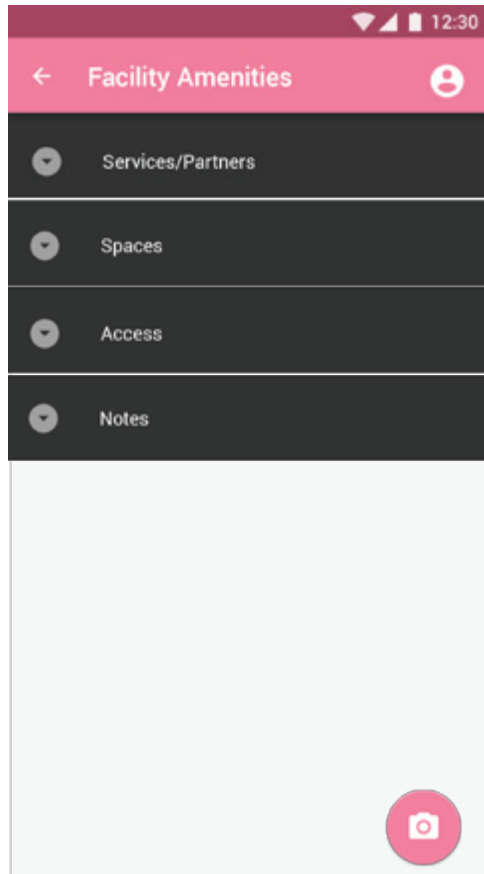 12:30
Facility Amenities
Services/Partners
Spaces
Access
Notes